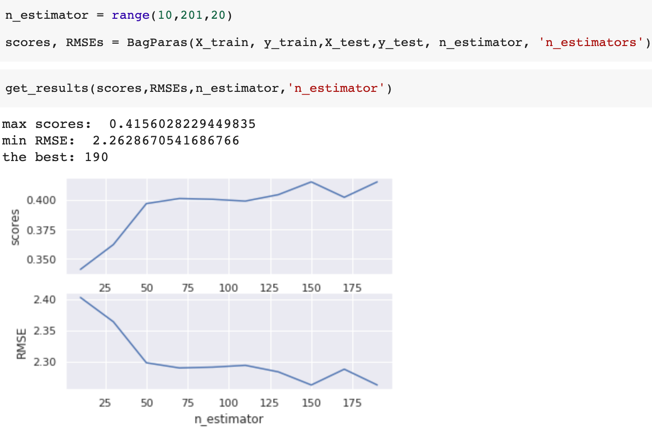 n_estimator = range(10,201,20)
scores, RMSEs = BagParas(X_train, y_train,X_test,y_test, n_estimator, 'n_estimators')
get_results(scores,RMSEs,n_estimator,'n_estimator')
max scores:  0.4156028229449835
min RMSE:  2.2628670541686766
the best: 190
0.400
0.375
0.350
scores
25 50 75 100 125 150 175
2.40
2.35
2.30
RMSE
25 50 75 100 125 150 175
n_estimator